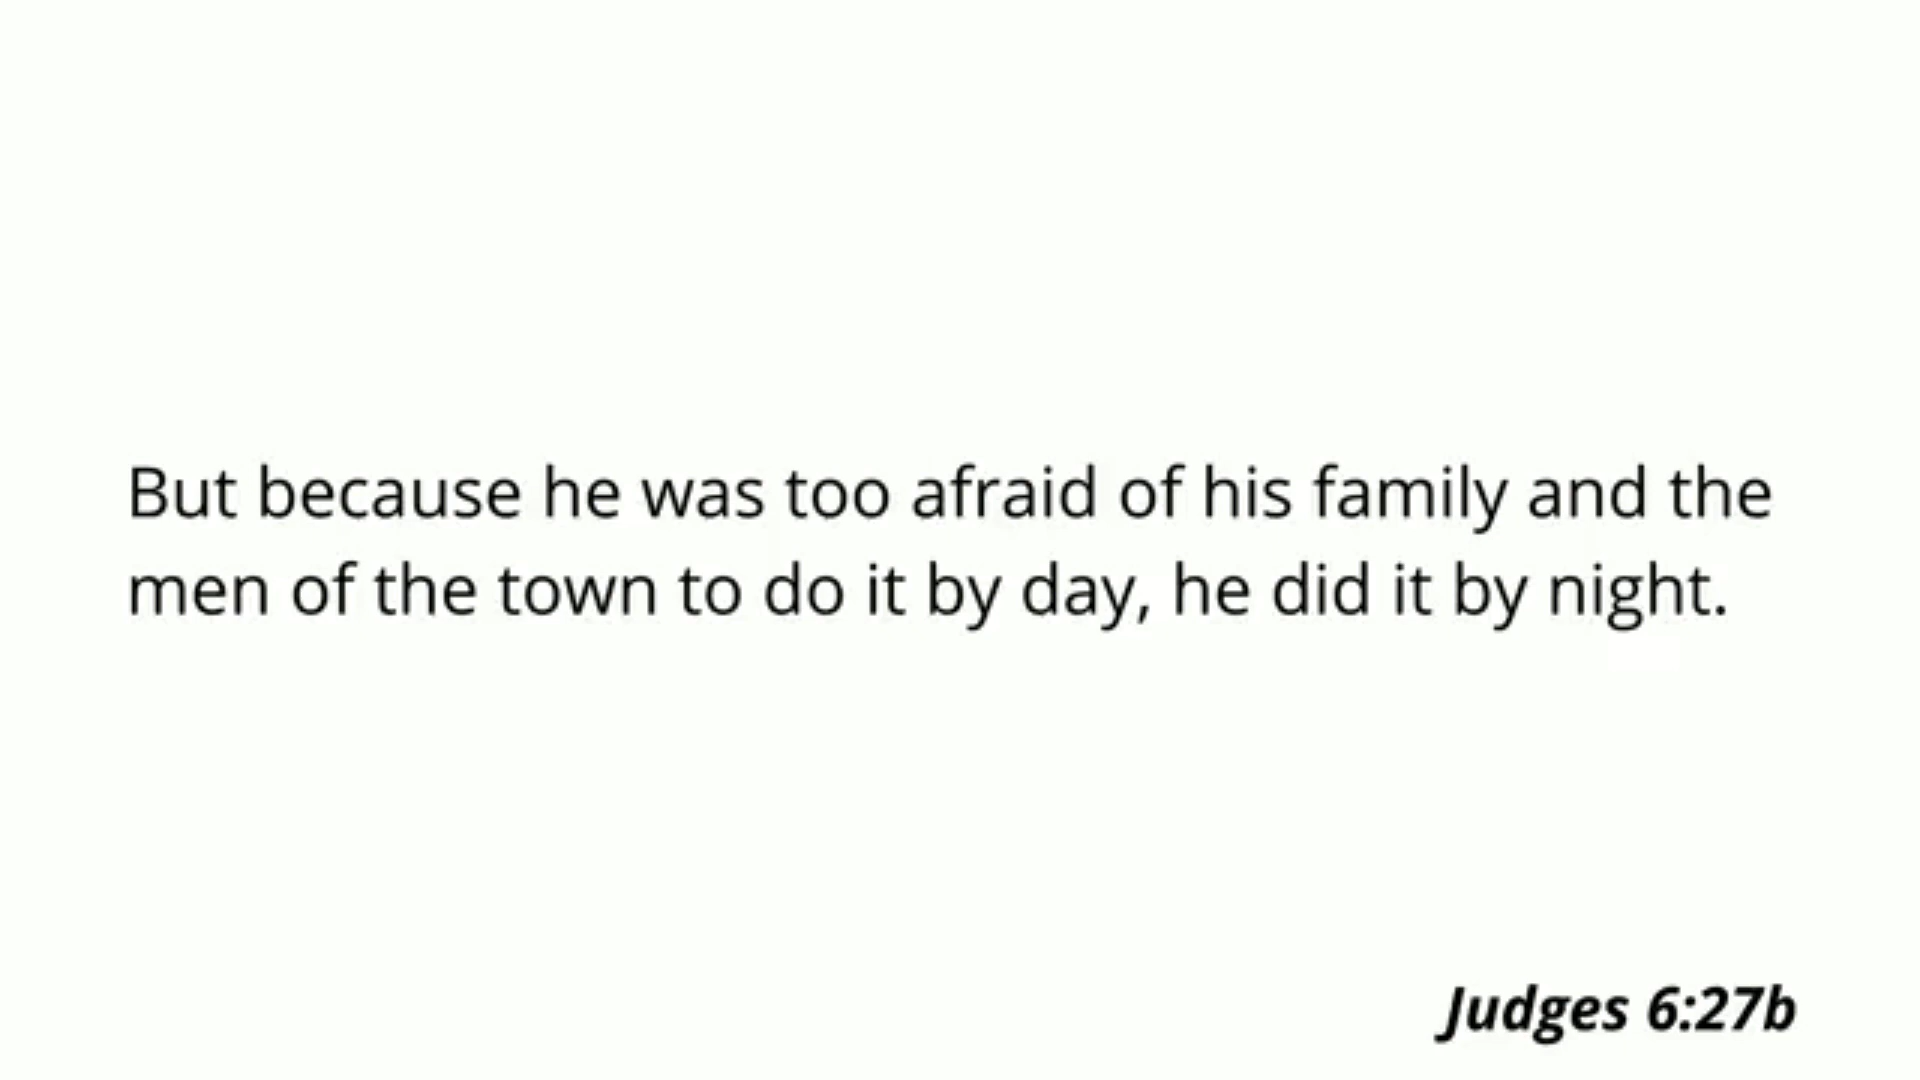 But because he was too afraid of his family and the
men of the town to do it by day, he did it by night.
Judges 6:27b